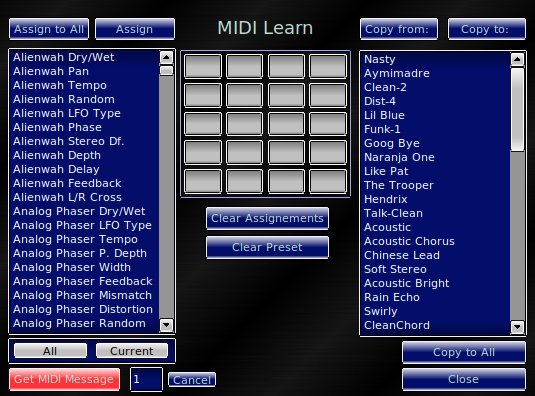 Assign to All
Assign
MIDI Learn
Copy from:
Copy to:
Alienwah Dry/Wet
Alienwah Pan
Alienwah Tempo
Alienwah Random
Alienwah LFO Type
Alienwah Phase
Alienwah Stereo Df.
Alienwah Depth
Alienwah Delay
Alienwah Feedback
Alienwah L/R Cross
Analog Phaser Dry/Wet
Analog Phaser LFO Type
Analog Phaser Tempo
Analog Phaser P. Depth
Analog Phaser Width
Analog Phaser Feedback
Analog Phaser Mismatch
Analog Phaser Distortion
Analog Phaser Random
Clear Assignements
Clear Preset
Nasty
Aymimadre
Clean-2
Dist-4
Lil Blue
Funk-1
Goog Bye
Naranja One
Like Pat
The Trooper
Hendrix
Talk-Clean
Acoustic
Acoustic Chorus
Chinese Lead
Soft Stereo
Acoustic Bright
Rain Echo
Swirly
CleanChord
All
Current
Copy to All
Get MIDI Message
1
Cancel
Close